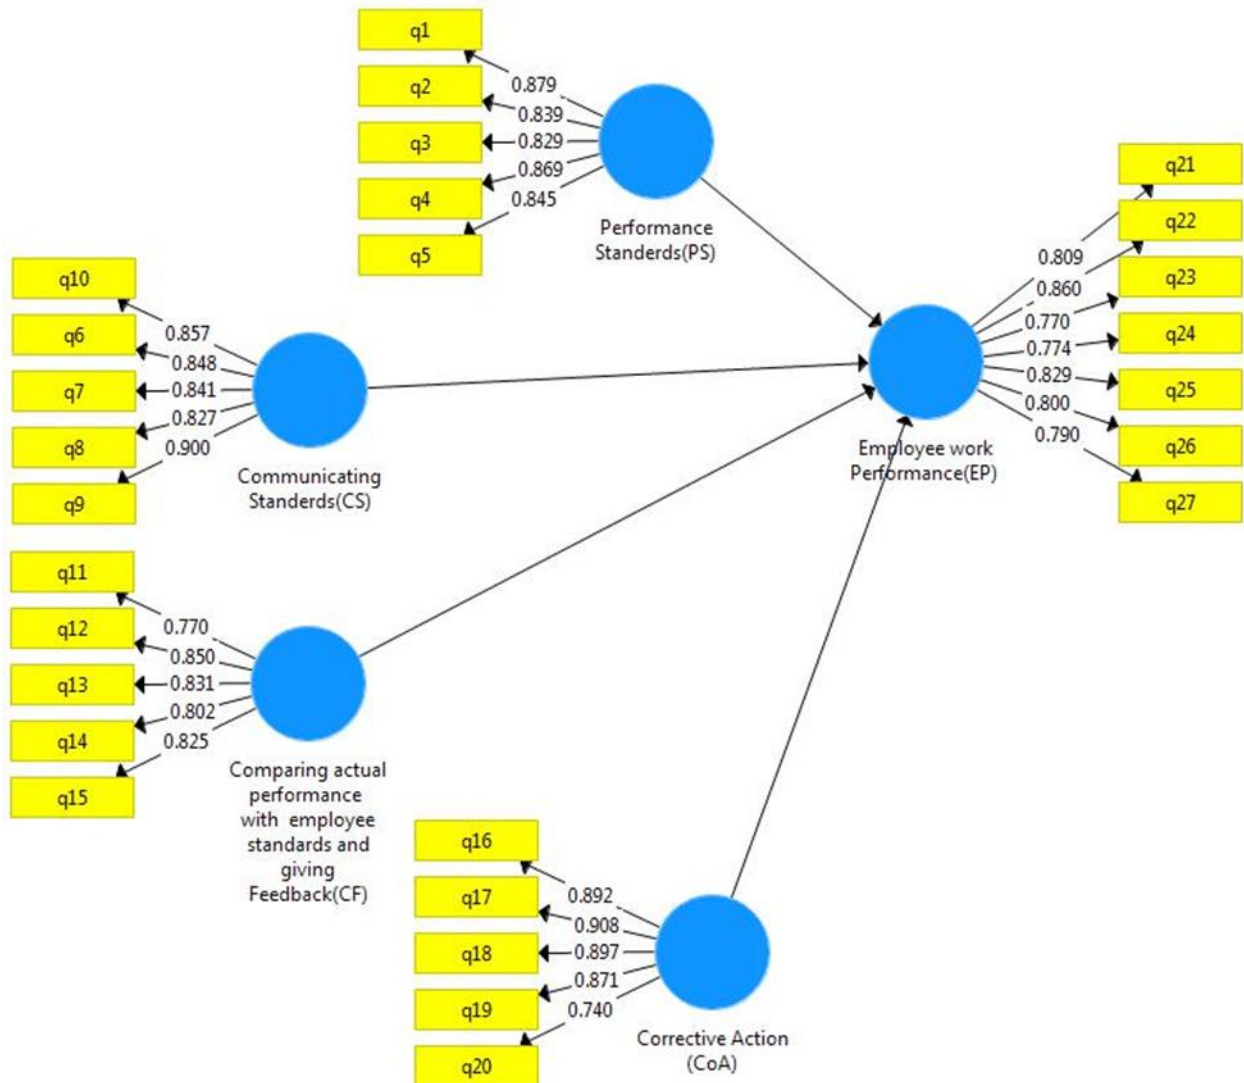 q1
q2
q3
q4
q5
0.879
0.839
0.829
0.869
0.845
Performance
Standerds(PS)
q10
q6
q7
q8
q9
0.857
0.848
0.841
0.827
0.900
Communicating
Standerds(CS)
q11
q12
q13
q14
q15
0.770
0.850
0.831
0.802
0.825
Comparing actual
performance
with employee
standards and
giving
Feedback(CF)
q16
q17
q18
q19
q20
0.892
0.908
0.897
0.871
0.740
Corrective Action
(CoA)
Employee work
Performance(EP)
0.809
0.860
0.770
0.774
0.829
0.800
0.790
q21
q22
q23
q24
q25
q26
q27